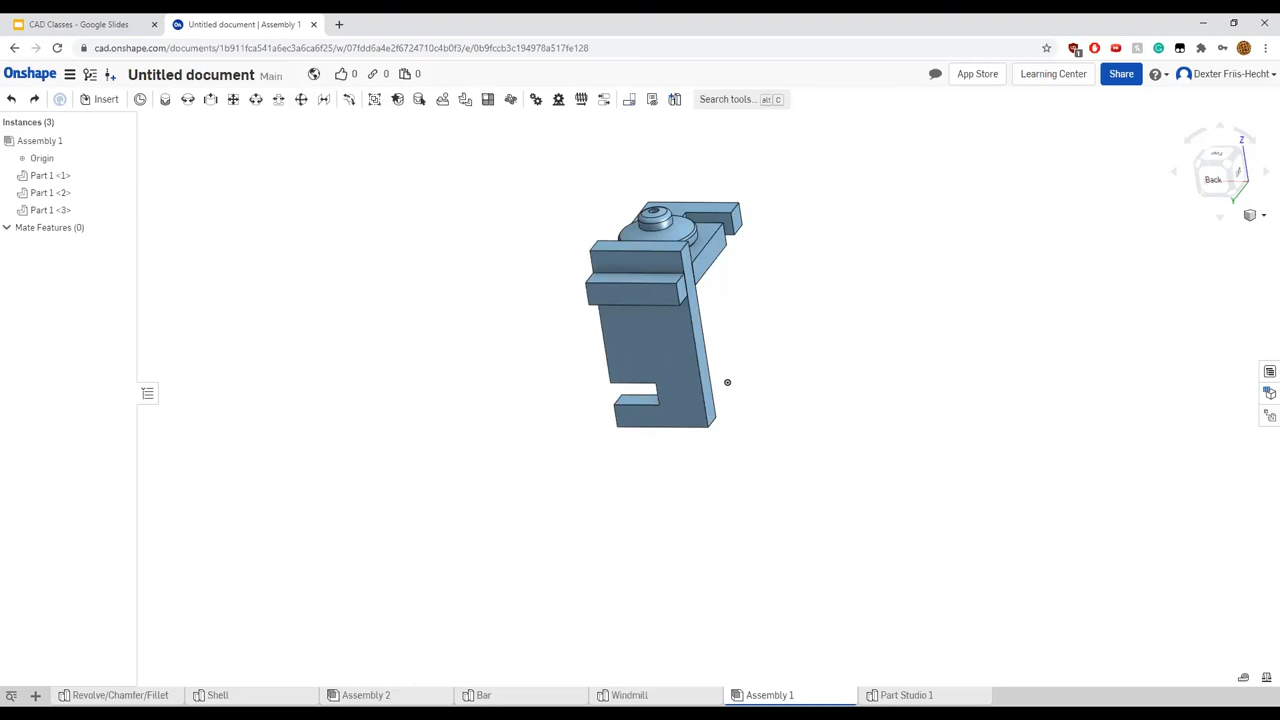 CAD Classes - Google Slides
Untitled document | Assembly 1
cad.onshape.com/documents/1b911fca541a6ec3a6ca6f25/w/07fdd6a4e2f6724710c4b0f3/e/0b9fccb3c194978a517fe128
Onshape
Untitled document Main
0
0
0
App Store
Learning Center
Share
Dexter Friis-Hecht
Insert
Search tools... alt C
Instances (3)
Assembly 1
Origin
Part 1 <1>
Part 1 <2>
Part 1 <3>
Mate Features (0)
Z
Back
Y
Revolve/Chamfer/Fillet
Shell
Assembly 2
Bar
Windmill
Assembly 1
Part Studio 1